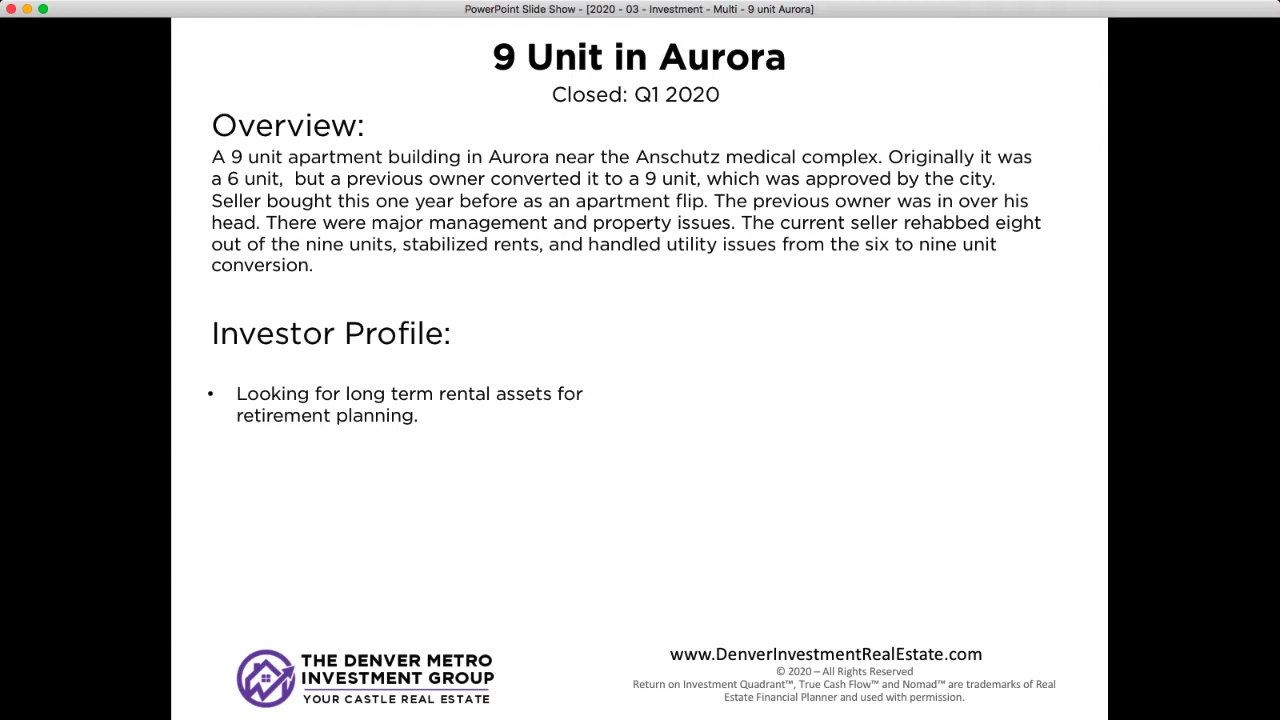 PowerPoint Slide Show - [2020 - 03 - Investment - Multi - 9 unit Aurora]
9 Unit in Aurora
Closed: Q1 2020
Overview:
A 9 unit apartment building in Aurora near the Anschutz medical complex. Originally it was
a 6 unit,  but a previous owner converted it to a 9 unit, which was approved by the city.
Seller bought this one year before as an apartment flip. The previous owner was in over his
head. There were major management and property issues. The current seller rehabbed eight
out of the nine units, stabilized rents, and handled utility issues from the six to nine unit
conversion.
Investor Profile:
• Looking for long term rental assets for
retirement planning.
THE DENVER METRO
INVESTMENT GROUP
YOUR CASTLE REAL ESTATE
www.DenverInvestmentRealEstate.com
© 2020 – All Rights Reserved
Return on Investment Quadrant™, True Cash Flow™ and Nomad™ are trademarks of Real
Estate Financial Planner and used with permission.